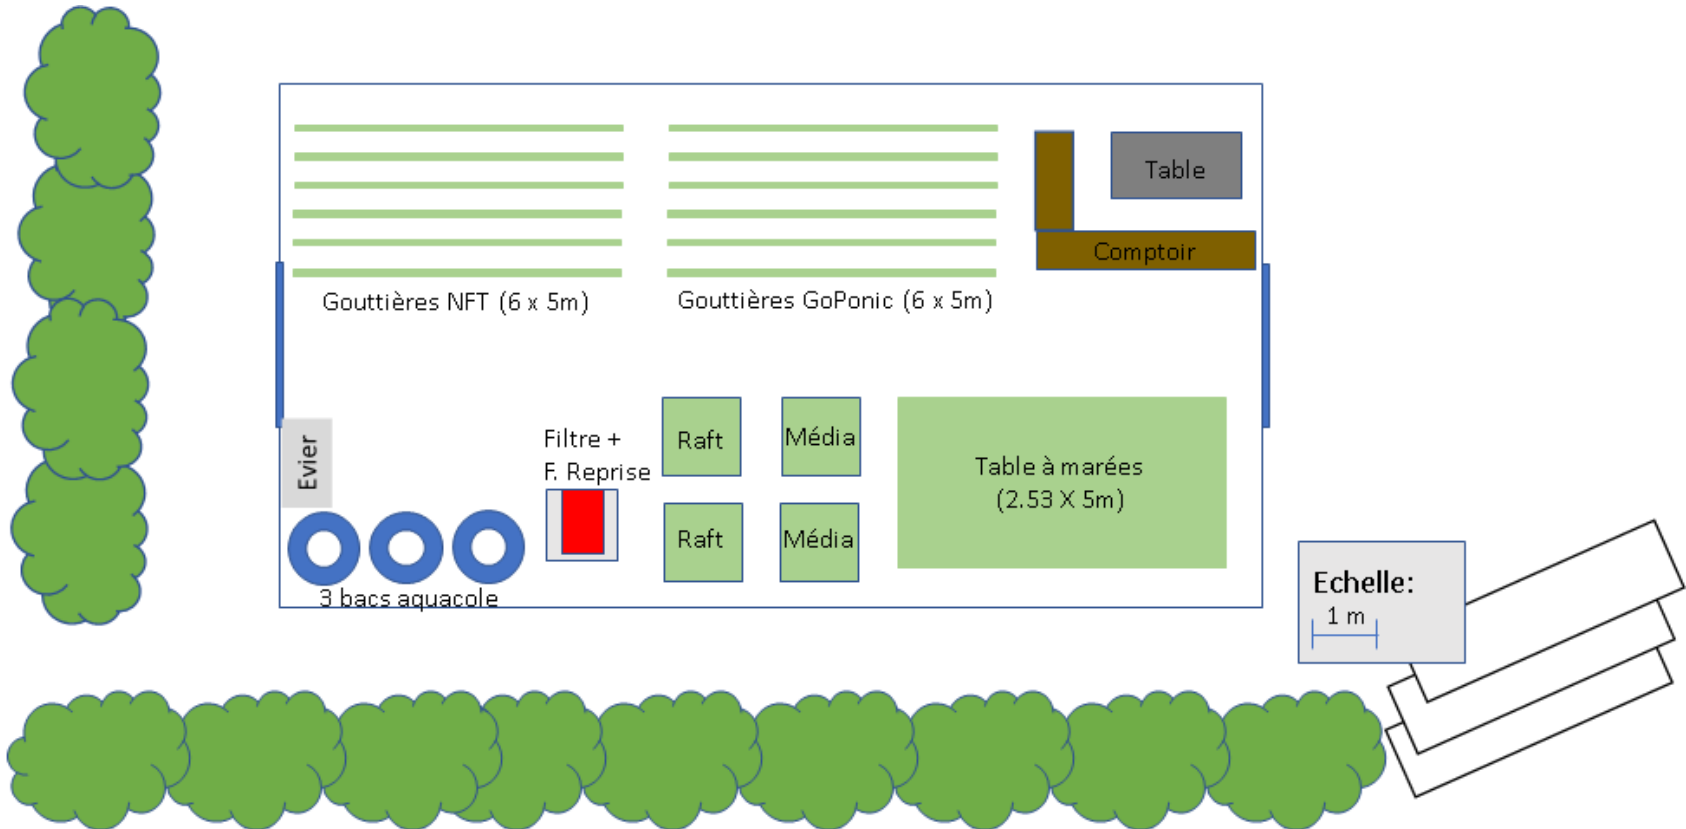 Table
Comptoir
Gouttières NFT (6 x 5m)
Gouttières GoPonic (6 x 5m)
Evier
Filtre +
F. Reprise
Raft
Média
Table à marées
(2.53 X 5m)
Raft
Média
3 bacs aquacole
Echelle:
1 m